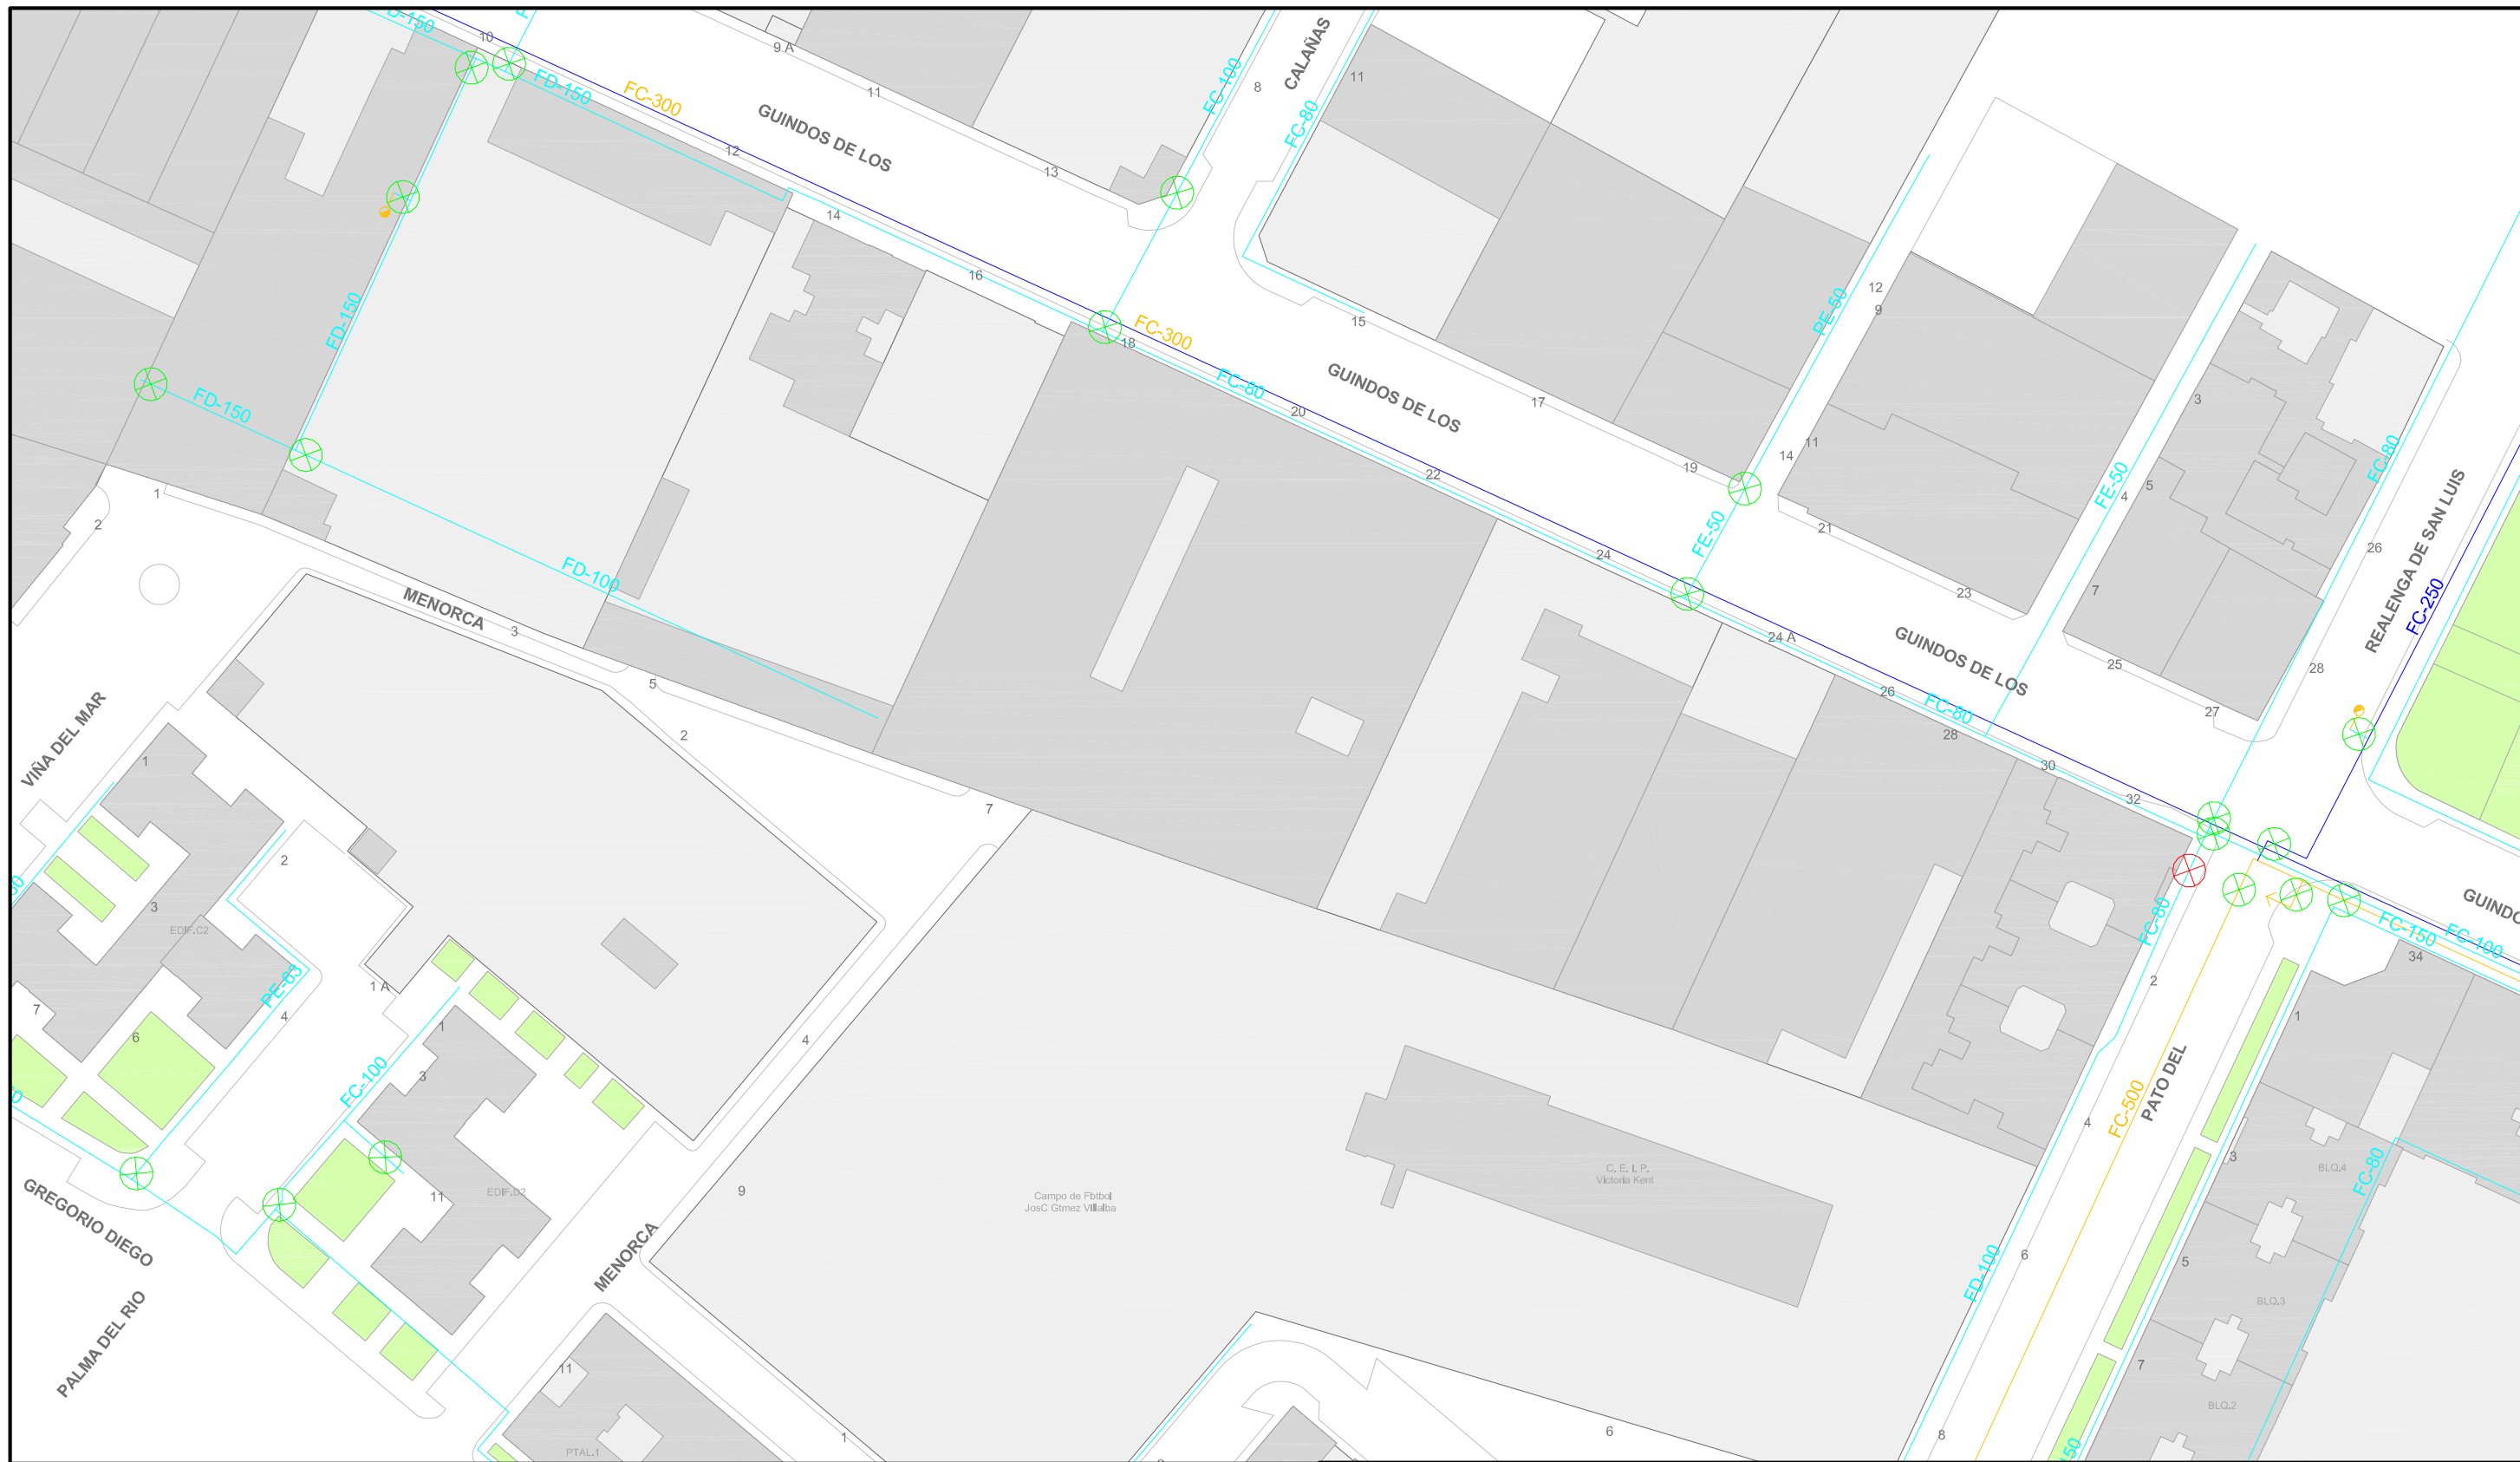 10
9 A
FD-150
FC-300
11
GUINDOS DE LOS
12
13
14
16
8
CALAÑAS
11
FC-100
FC-80
FD-150
FD-150
FC-300
18
FC-80
20
GUINDOS DE LOS
15
17
19
22
24
12
9
PE-50
11
14
FE-50
21
23
3
5
4
FE-50
7
25
27
FC-80
REALENGA DE SAN LUIS
FC-250
26
28
1
2
MENORCA
3
FD-100
5
2
7
24 A
26
GUINDOS DE LOS
FC-80
28
30
32
VIÑA DEL MAR
1
2
3
EDIF.C2
PE-63
7
6
4
1 A
1
3
FC-100
11
EDIF.D2
4
9
GREGORIO DIEGO
PALMA DEL RIO
MENORCA
11
PTAL.1
1
Campo de Fbtbol
JosC Gtmez Villalba
C. E. I. P.
Victoria Kent
FC-80
2
4
6
8
FD-100
FC-500
PATO DEL
FC-150
FC-100
34
1
3
BLQ.4
FC-80
5
BLQ.3
7
BLQ.2
6